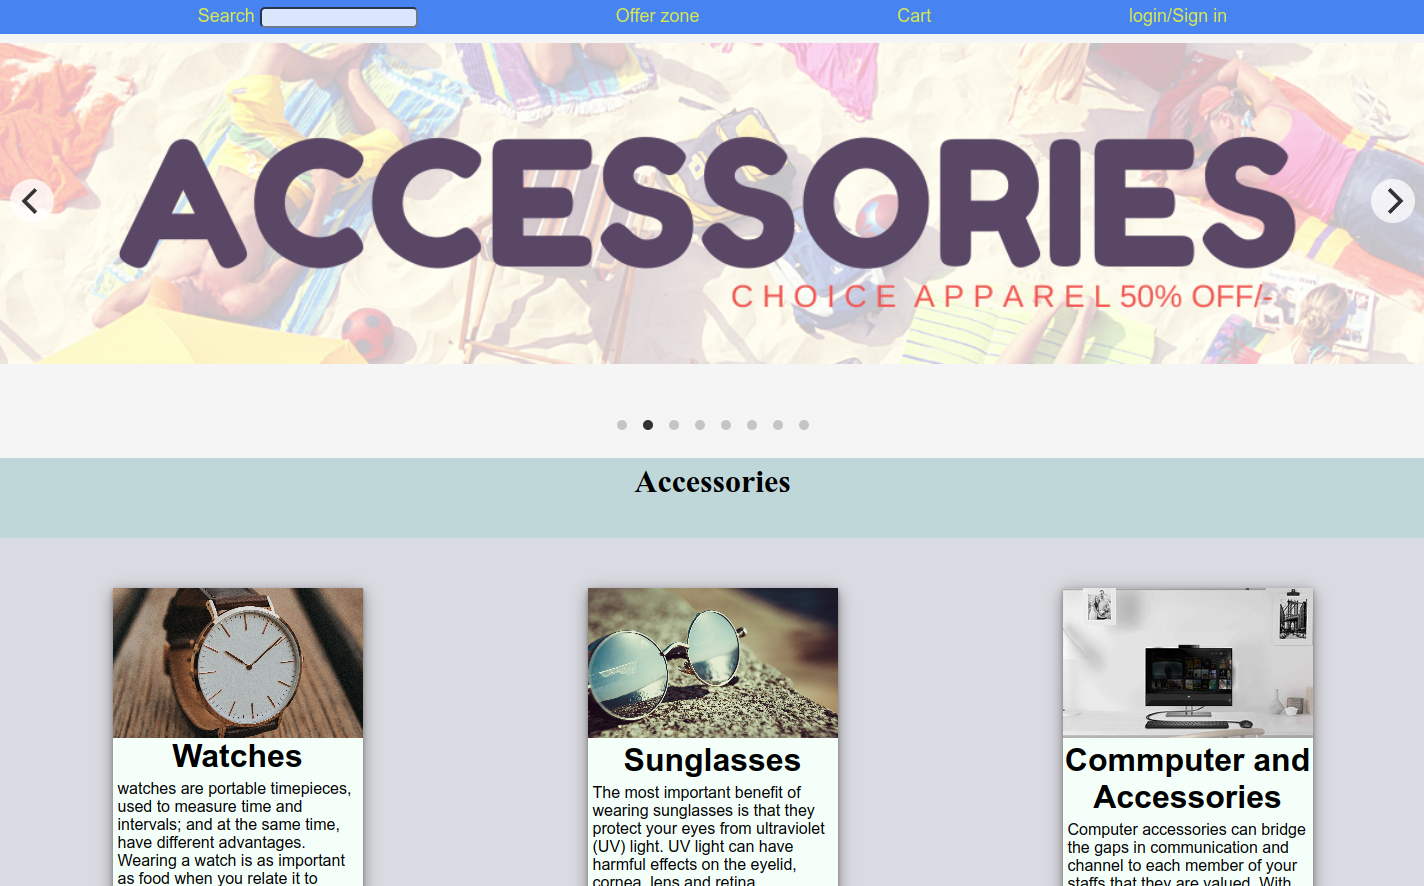 Search
Offer zone
Cart
login/Sign in
ACCESSORIES
CHOICE APPAREL 50% OFF/-
Accessories
Watches
watches are portable timepieces,
used to measure time and
intervals; and at the same time,
have different advantages.
Wearing a watch is as important
as food when you relate it to
Sunglasses
The most important benefit of
wearing sunglasses is that they
protect your eyes from ultraviolet
(UV) light. UV light can have
harmful effects on the eyelid,
cornea, lens and retina
Commputer and
Accessories
Computer accessories can bridge
the gaps in communication and
channel to each member of your
staffs that they are valued. With